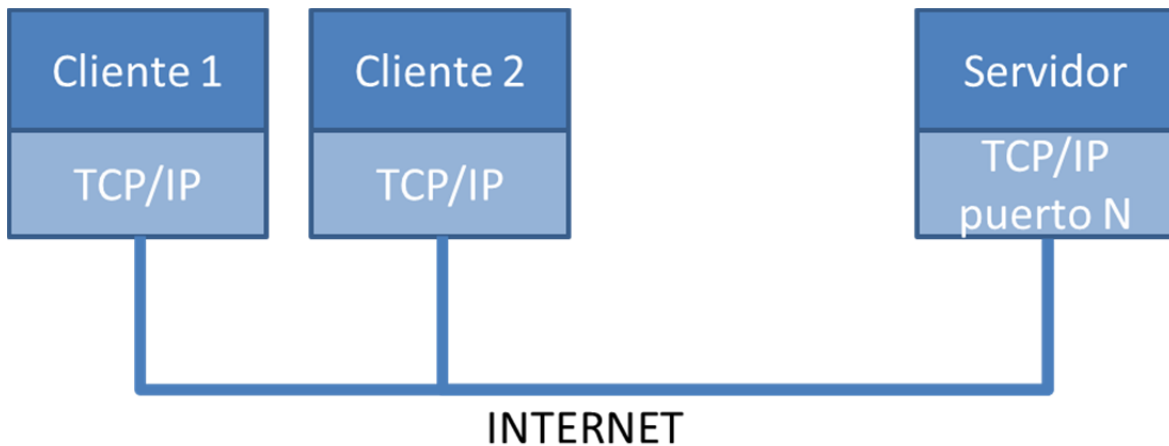 Cliente 1
Cliente 2
Servidor
TCP/IP
TCP/IP
TCP/IP
puerto N
INTERNET